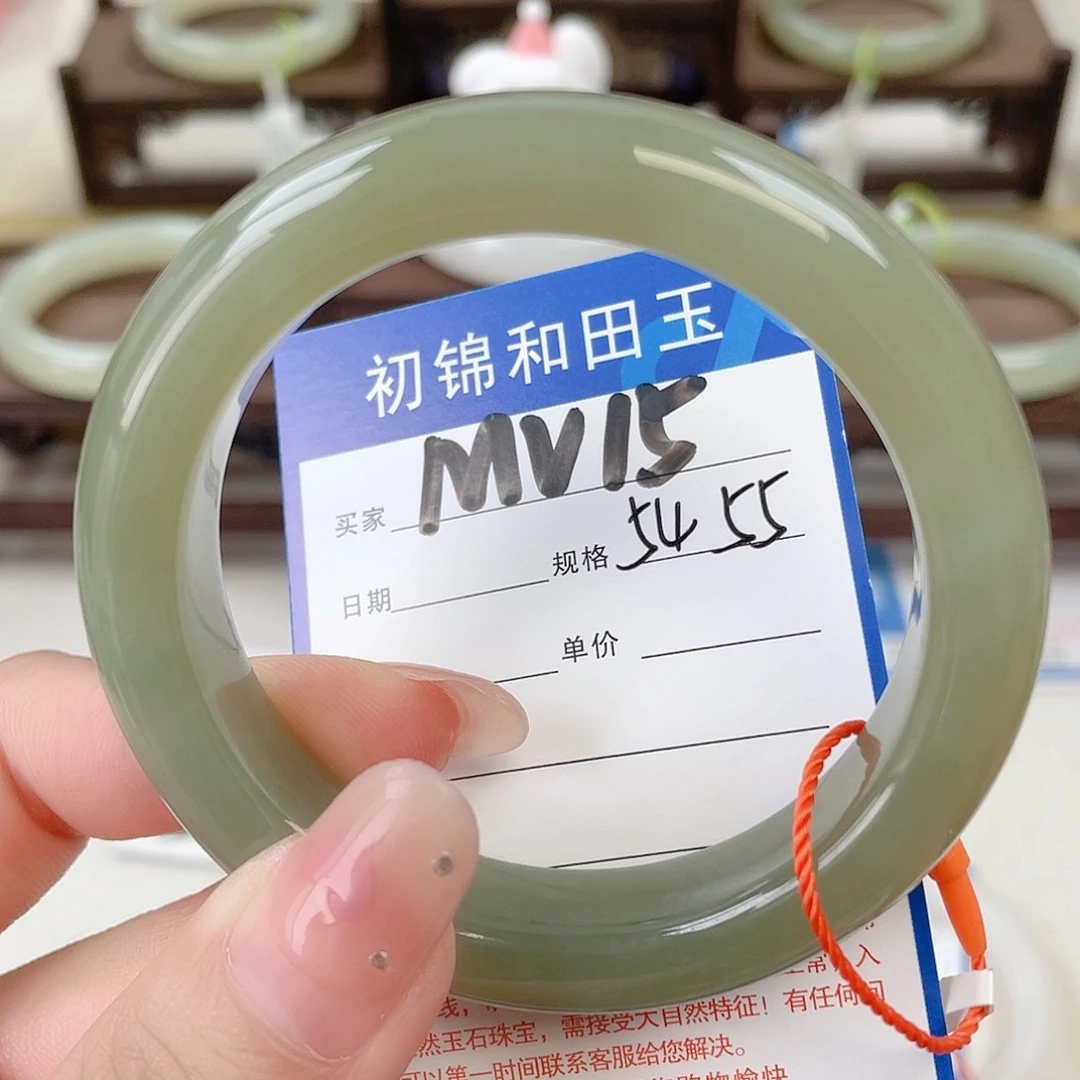 初锦和田玉
买家 MV15
规格 54 55
日期
单价
然玉石珠宝，需接受大自然特征！有任何问
可以第一时间联系客服给您解决。